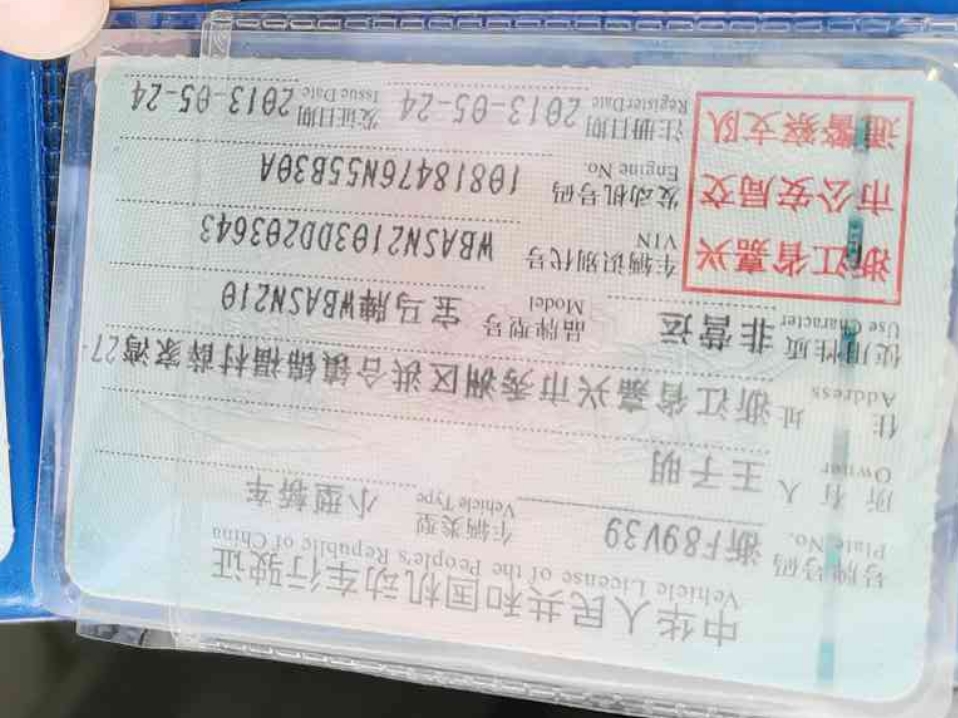 中华人民共和国机动车行驶证
Vehicle License of the People's Republic of China
号牌号码 浙F89V39 车辆类型 小型轿车
Plate No. Vehicle Type
所有人 王子明
Owner
住址 浙江省嘉兴市秀洲区洪合镇锦福村薛家湾27-
Address
使用性质 非营运 品牌型号 宝马牌WBASN210
Use Character Model
浙江省嘉兴
市公安局交
通警察支队
车辆识别代号 WBASN2103DD203643
VIN
发动机号码 10818476N55B30A
Engine No.
注册日期 2013-05-24 发证日期 2013-05-24
Register Date Issue Date